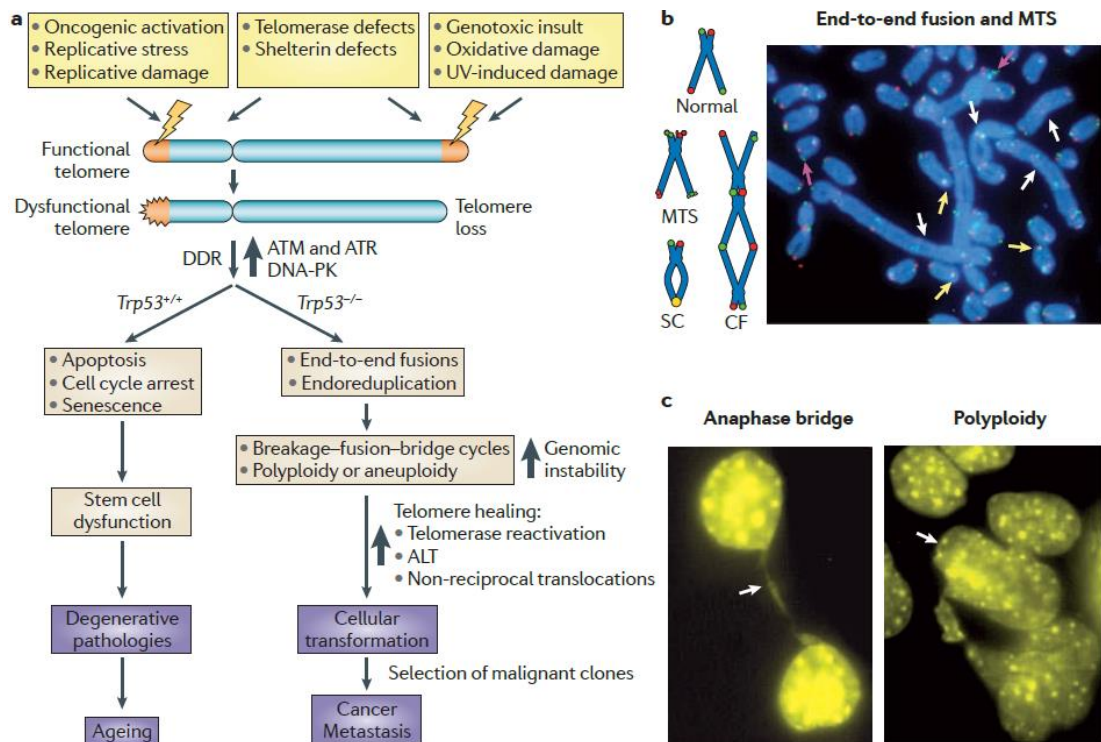 a
• Oncogenic activation
• Replicative stress
• Replicative damage
• Telomerase defects
• Shelterin defects
• Genotoxic insult
• Oxidative damage
• UV-induced damage
Functional
telomere
Dysfunctional
telomere
Telomere
loss
DDR
ATM and ATR
DNA-PK
Trp53+/+
Trp53–/–
• Apoptosis
• Cell cycle arrest
• Senescence
• End-to-end fusions
• Endoreduplication
• Breakage–fusion–bridge cycles
• Polyploidy or aneuploidy
Genomic
instability
Stem cell
dysfunction
Telomere healing:
• Telomerase reactivation
• ALT
• Non-reciprocal translocations
Degenerative
pathologies
Cellular
transformation
Selection of malignant clones
Ageing
Cancer
Metastasis
b
End-to-end fusion and MTS
Normal
MTS
SC
CF
c
Anaphase bridge
Polyploidy